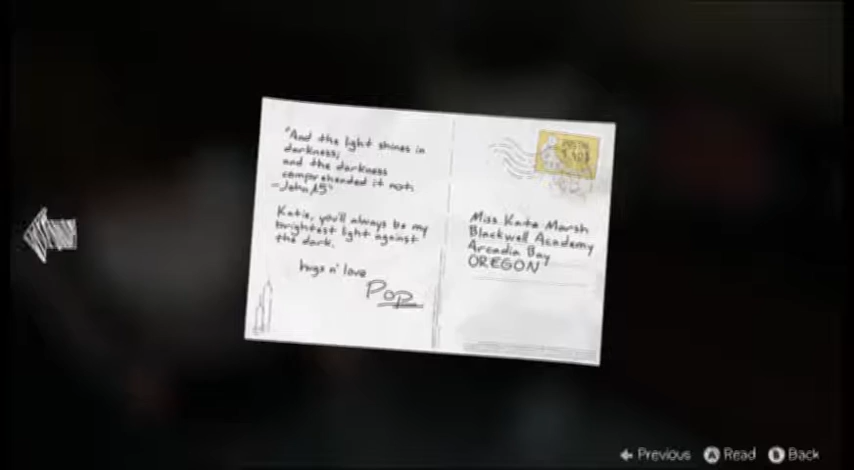 "And the light shines in
darkness;
and the darkness
comprehended it not.
-John 1:5"
Katie, you'll always be my
brightest light against
the dark.
hugs n' love
POP
POSTAL
Miss Kate Marsh
Blackwell Academy
Arcadia Bay
OREGON
Previous
A Read
B Back